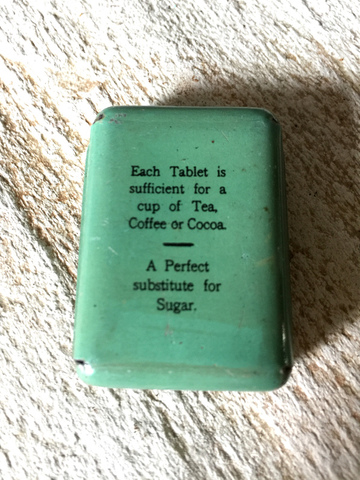 Each Tablet is
sufficient for a
cup of Tea,
Coffee or Cocoa.
A Perfect
substitute for
Sugar.